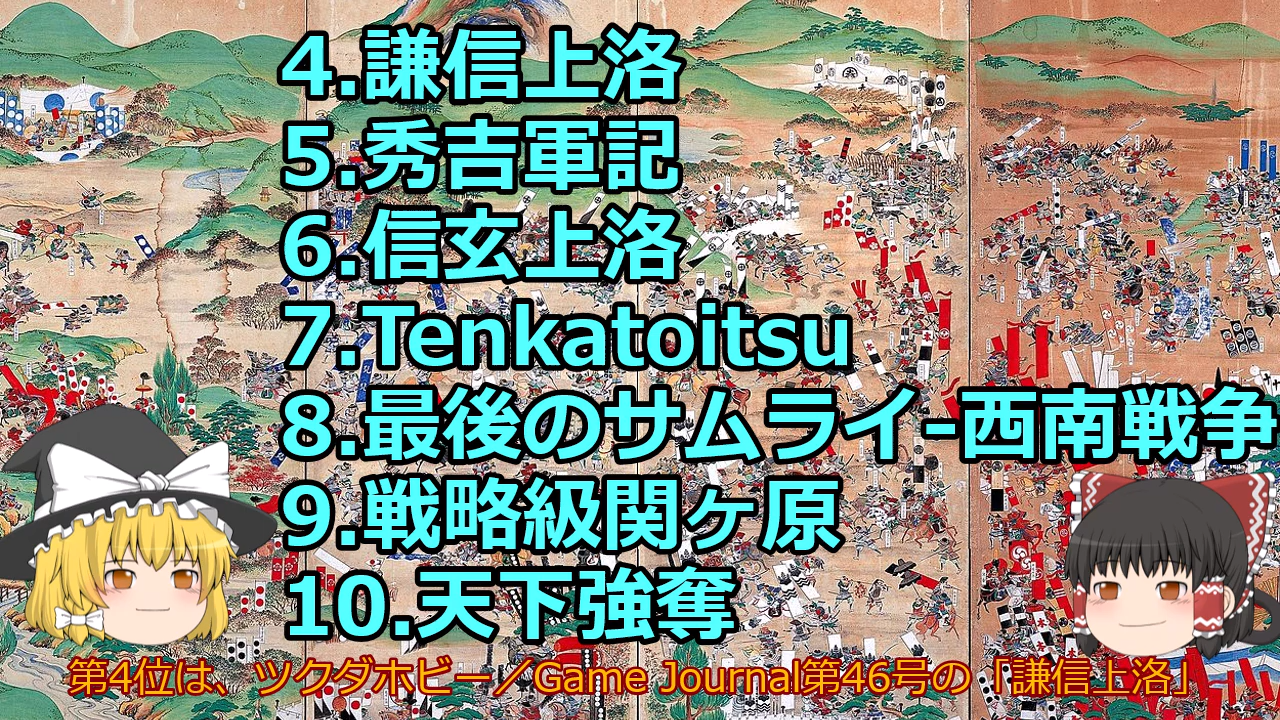 4.謙信上洛
5.秀吉軍記
6.信玄上洛
7.Tenkatoitsu
8.最後のサムライ-西南戦争
9.戦略級関ヶ原
10.天下強奪
第4位は、ツクダホビー／Game Journal第46号の「謙信上洛」